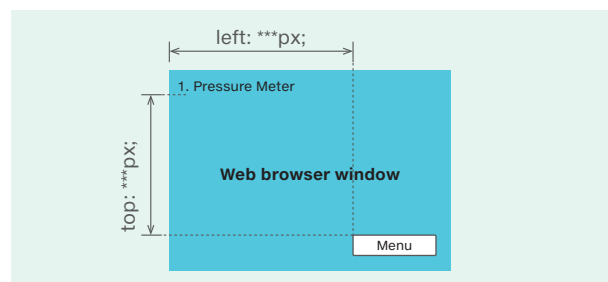 left: ***px;
1. Pressure Meter
top: ***px;
Web browser window
Menu